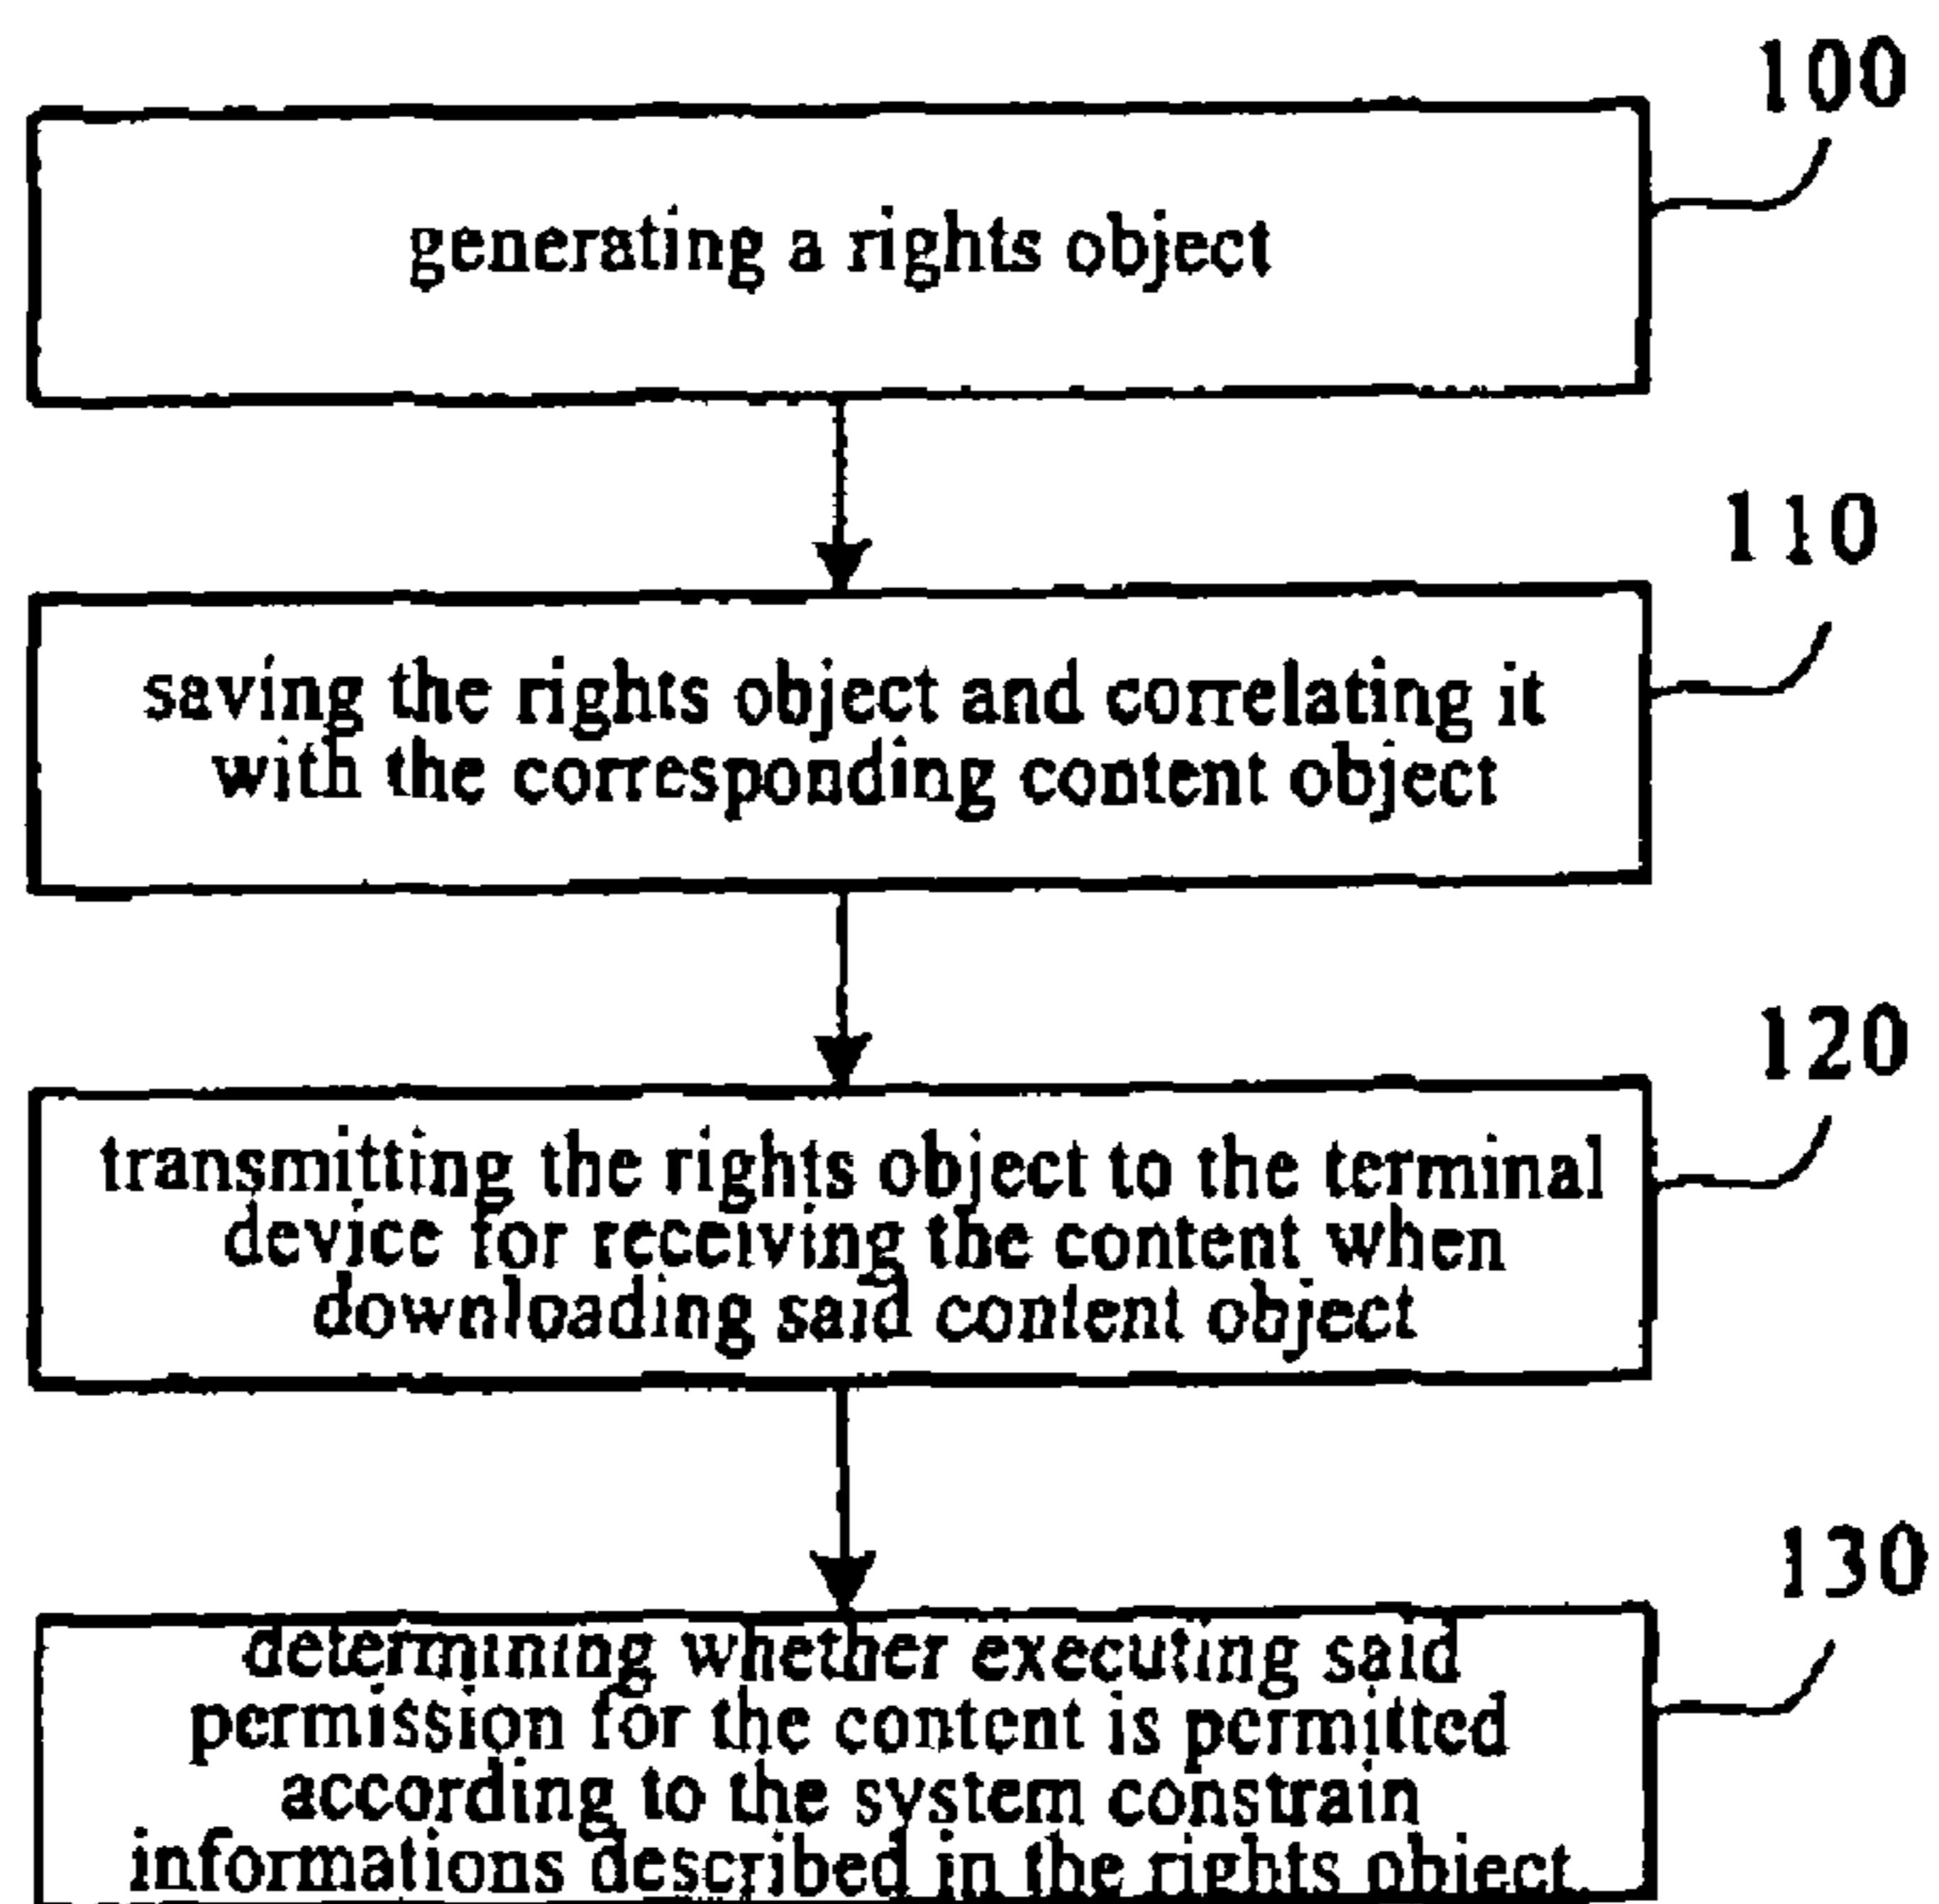 100
generating a rights object
110
saving the rights object and correlating it
with the corresponding content object
120
transmitting the rights object to the terminal
device for receiving the content when
downloading said content object
130
determining whether executing said
permission for the content is permitted
according to the system constrain
informations described in the rights object